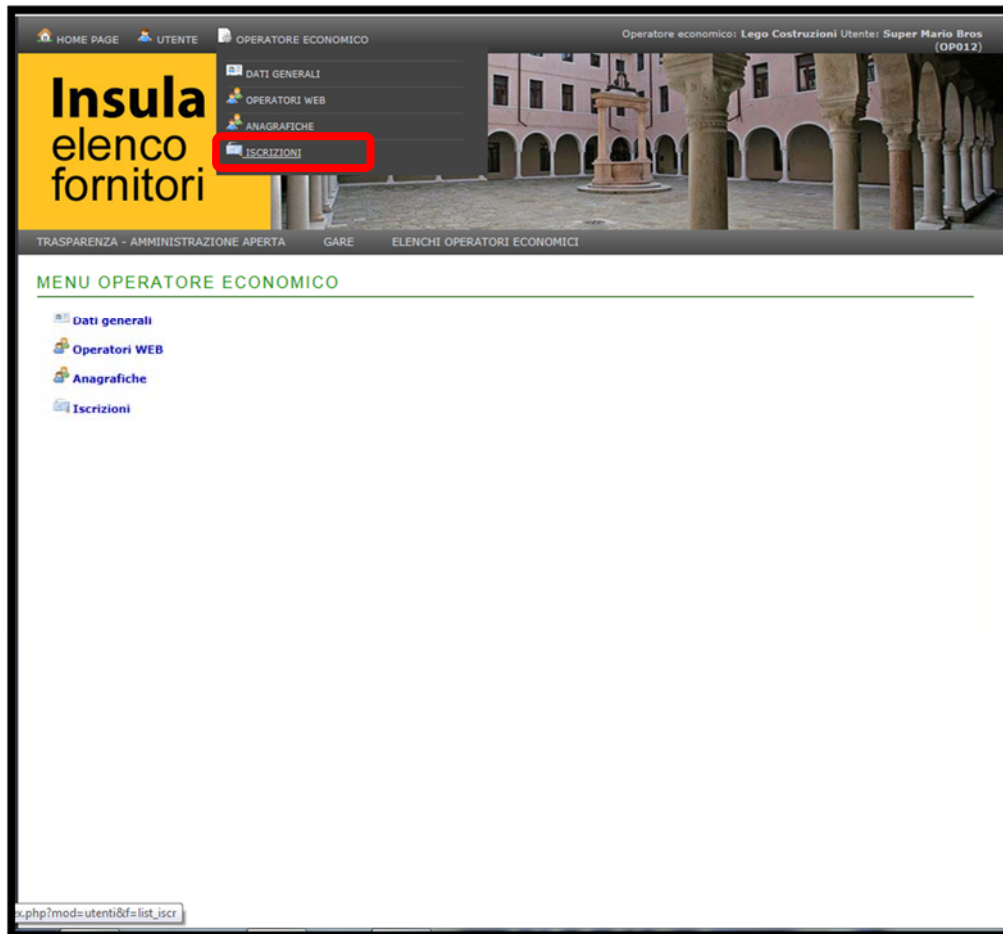 HOME PAGE UTENTE OPERATORE ECONOMICO
Operatore economico: Lego Costruzioni Utente: Super Mario Bros
(OP012)
Insula
elenco
fornitori
DATI GENERALI
OPERATORI WEB
ANAGRAFICHE
ISCRIZIONI
TRASPARENZA - AMMINISTRAZIONE APERTA GARE ELENCHI OPERATORI ECONOMICI
MENU OPERATORE ECONOMICO
Dati generali
Operatori WEB
Anagrafiche
Iscrizioni
x.php?mod=utenti&f=list_iscr